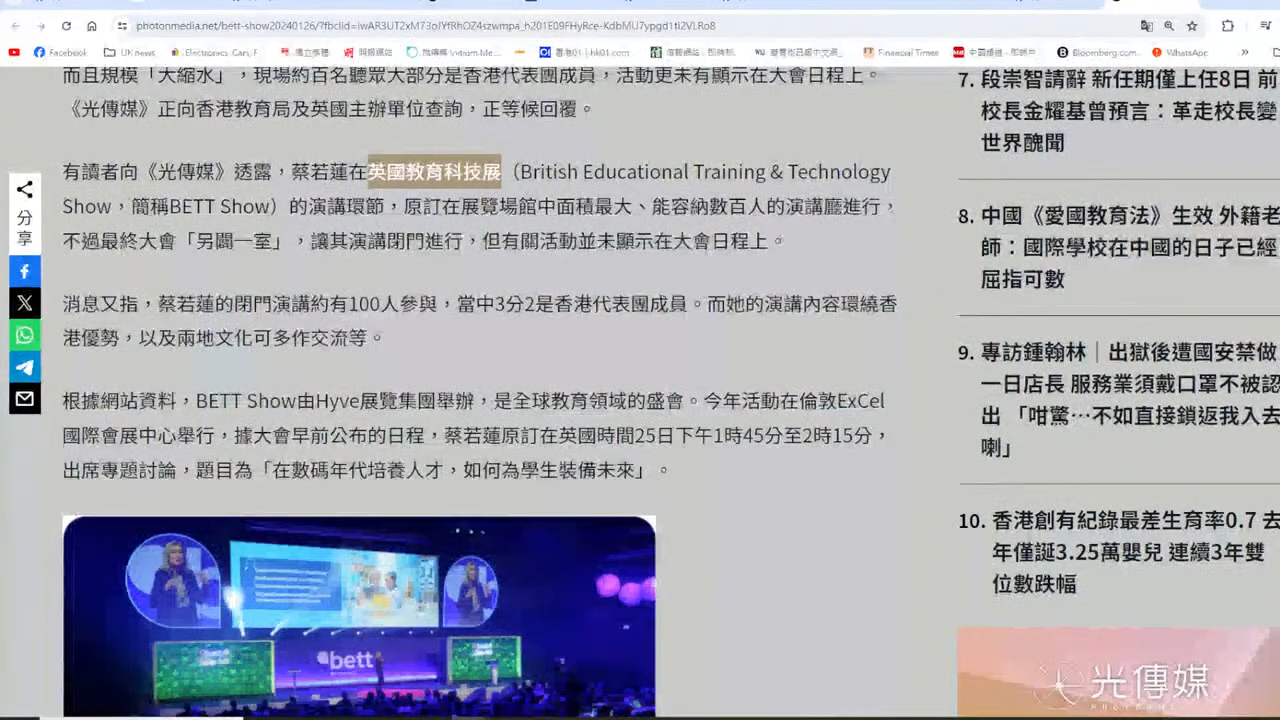 photonmedia.net/bett-show20240126/?fbclid=IwAR3UT2xM73oIYfRhOZ4szwmpa_h201E09FHyRce-KdbMU7ypgd1ti2VLRo8
Facebook
UK news
Financial Times
Bloomberg.com
WhatsApp
而且規模「大縮水」，現場約百名聽眾大部分是香港代表團成員，活動更未有顯示在大會日程上。
《光傳媒》正向香港教育局及英國主辦單位查詢，正等候回覆。
有讀者向《光傳媒》透露，蔡若蓮在英國教育科技展（British Educational Training & Technology
Show，簡稱BETT Show）的演講環節，原訂在展覽場館中面積最大、能容納數百人的演講廳進行，
不過最終大會「另闢一室」，讓其演講閉門進行，但有關活動並未顯示在大會日程上。
消息又指，蔡若蓮的閉門演講約有100人參與，當中3分2是香港代表團成員。而她的演講內容環繞香
港優勢，以及兩地文化可多作交流等。
根據網站資料，BETT Show由Hyve展覽集團舉辦，是全球教育領域的盛會。今年活動在倫敦ExCel
國際會展中心舉行，據大會早前公布的日程，蔡若蓮原訂在英國時間25日下午1時45分至2時15分，
出席專題討論，題目為「在數碼年代培養人才，如何為學生裝備未來」。
分
享
bett
7. 段崇智請辭 新任期僅上任8日 前
校長金耀基曾預言：革走校長變
世界醜聞
8. 中國《愛國教育法》生效 外籍老
師：國際學校在中國的日子已經
屈指可數
9. 專訪鍾翰林｜出獄後遭國安禁做
一日店長 服務業須戴口罩不被認
出 「咁驚…不如直接鎖返我入去
喇」
10. 香港創有紀錄最差生育率0.7 去
年僅誕3.25萬嬰兒 連續3年雙
位數跌幅
光傳媒